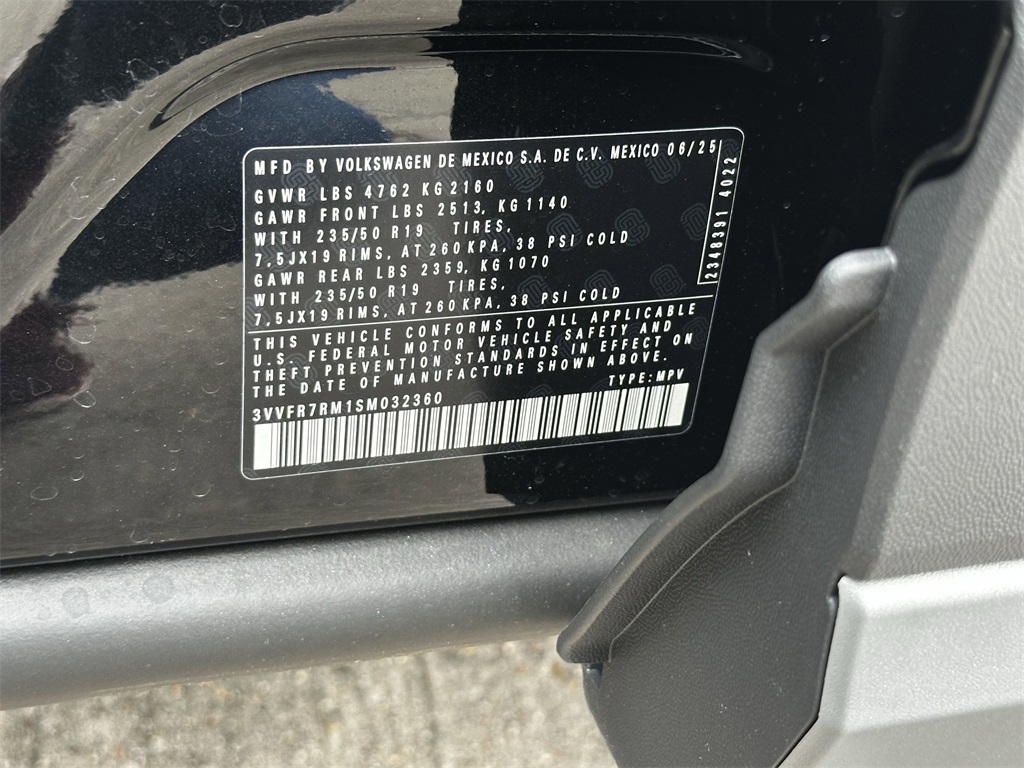 MFD BY VOLKSWAGEN DE MEXICO S.A. DE C.V. MEXICO 06/25
GVWR LBS 4762 KG 2160
GAWR FRONT LBS 2513, KG 1140
WITH 235/50 R19 TIRES,
7,5JX19 RIMS, AT 260 KPA, 38 PSI COLD
GAWR REAR LBS 2359, KG 1070
WITH 235/50 R19 TIRES,
7,5JX19 RIMS, AT 260 KPA, 38 PSI COLD
2348391 4022
THIS VEHICLE CONFORMS TO ALL APPLICABLE
U.S. FEDERAL MOTOR VEHICLE SAFETY AND
THEFT PREVENTION STANDARDS IN EFFECT ON
THE DATE OF MANUFACTURE SHOWN ABOVE.
TYPE: MPV
3VVFR7RM1SM032360